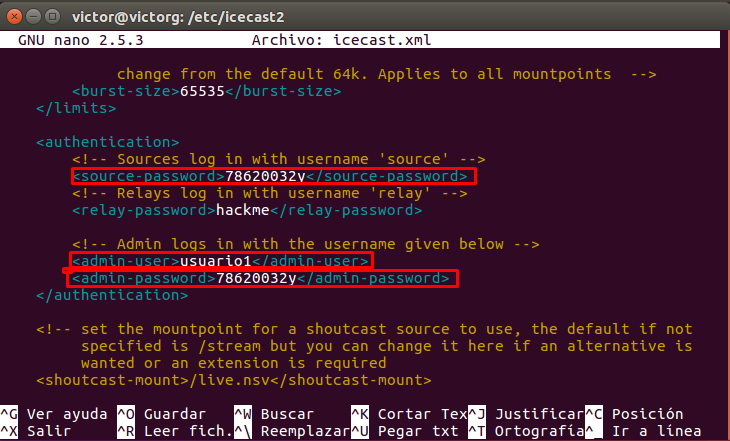 victor@victorg: /etc/icecast2
GNU nano 2.5.3 Archivo: icecast.xml
change from the default 64k. Applies to all mountpoints -->
<burst-size>65535</burst-size>
</limits>
<authentication>
<!-- Sources log in with username 'source' -->
<source-password>78620032y</source-password>
<!-- Relays log in with username 'relay' -->
<relay-password>hackme</relay-password>
<!-- Admin logs in with the username given below -->
<admin-user>usuario1</admin-user>
<admin-password>78620032y</admin-password>
</authentication>
<!-- set the mountpoint for a shoutcast source to use, the default if not
specified is /stream but you can change it here if an alternative is
wanted or an extension is required
<shoutcast-mount>/live.nsv</shoutcast-mount>
^G Ver ayuda ^O Guardar ^W Buscar ^K Cortar Tex ^J Justificar ^C Posición
^X Salir ^R Leer fich. ^\ Reemplazar ^U Pegar txt ^T Ortografía ^_ Ir a línea